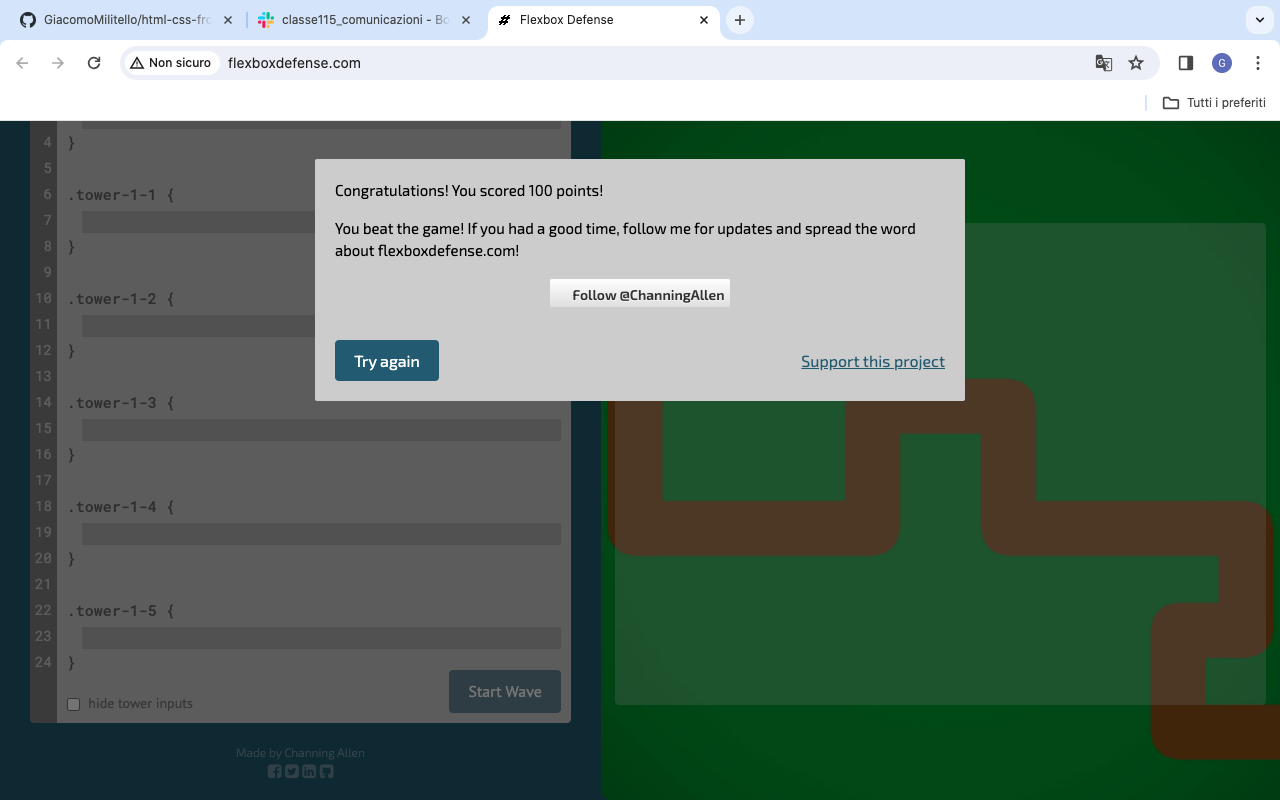 GiacomoMilitello/html-css-fro
classe115_comunicazioni - Bo
Flexbox Defense
Non sicuro
flexboxdefense.com
G
Tutti i preferiti
4 }
5
6 .tower-1-1 {
7
8 }
9
10 .tower-1-2 {
11
12 }
13
14 .tower-1-3 {
15
16 }
17
18 .tower-1-4 {
19
20 }
21
22 .tower-1-5 {
23
24 }
hide tower inputs
Start Wave
Made by Channing Allen
Congratulations! You scored 100 points!
You beat the game! If you had a good time, follow me for updates and spread the word
about flexboxdefense.com!
Follow @ChanningAllen
Try again
Support this project